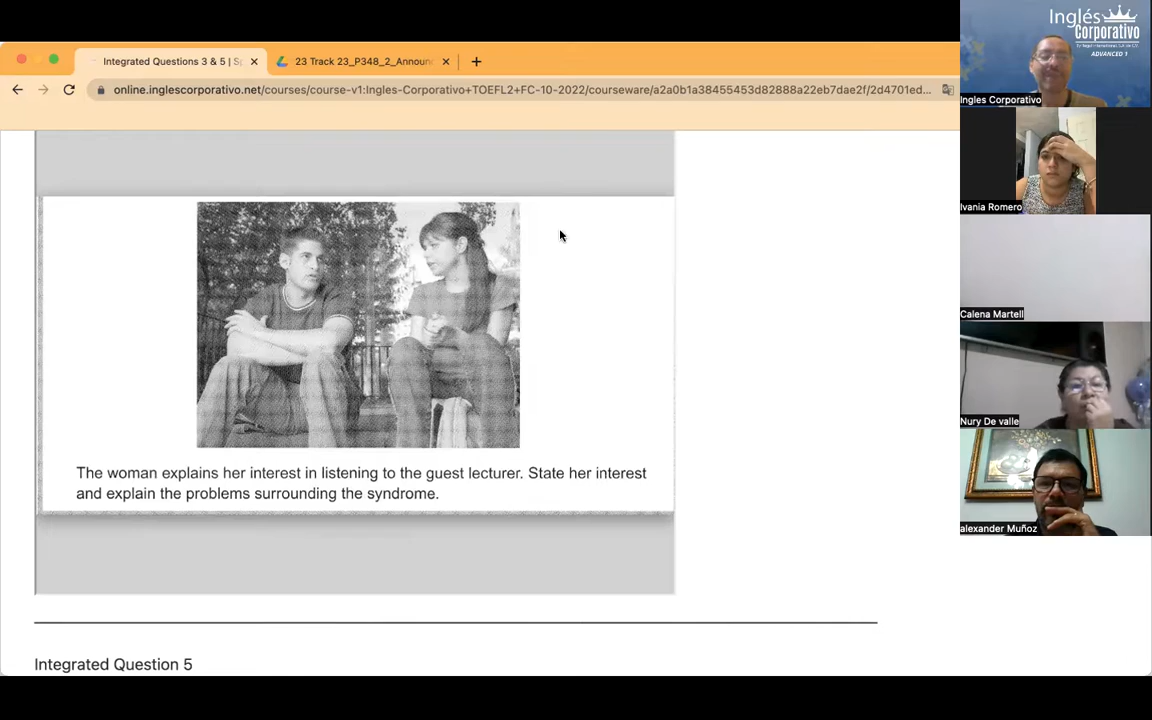 Integrated Questions 3 & 5 | Sp
23 Track 23_P348_2_Announc
online.inglescorporativo.net/courses/course-v1:Ingles-Corporativo+TOEFL2+FC-10-2022/courseware/a2a0b1a38455453d82888a22eb7dae2f/2d4701ed...
The woman explains her interest in listening to the guest lecturer. State her interest
and explain the problems surrounding the syndrome.
Integrated Question 5
Inglés
Corporativo
ADVANCED 1
Ingles Corporativo
Ivania Romero
Calena Martell
Nury De valle
alexander Muñoz